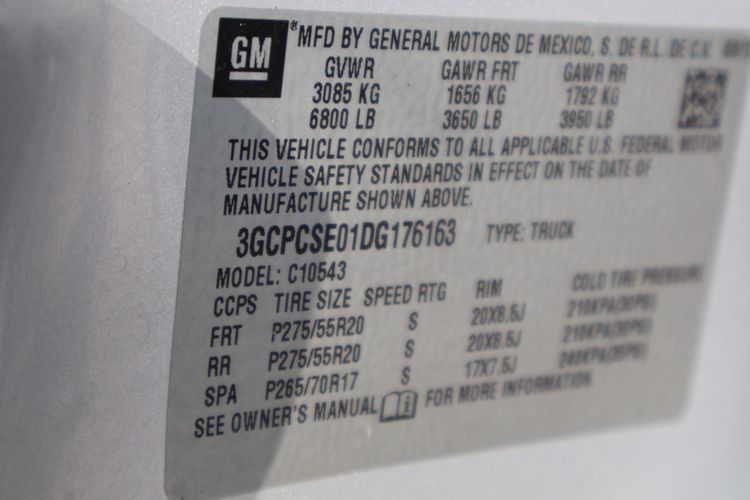 GM
® MFD BY GENERAL MOTORS DE MEXICO, S. DE R.L. DE C.V.
GVWR GAWR FRT GAWR RR
3085 KG 1656 KG 1792 KG
6800 LB 3650 LB 3950 LB
THIS VEHICLE CONFORMS TO ALL APPLICABLE U.S. FEDERAL MOTOR
VEHICLE SAFETY STANDARDS IN EFFECT ON THE DATE OF
MANUFACTURE SHOWN ABOVE.
3GCPCSE01DG176163 TYPE: TRUCK
MODEL: C10543
CCPS TIRE SIZE SPEED RTG RIM COLD TIRE PRESSURE
FRT P275/55R20 S 20X8.5J
RR P275/55R20 S 20X8.5J
SPA P265/70R17 S 17X7.5J
SEE OWNER'S MANUAL i FOR MORE INFORMATION.